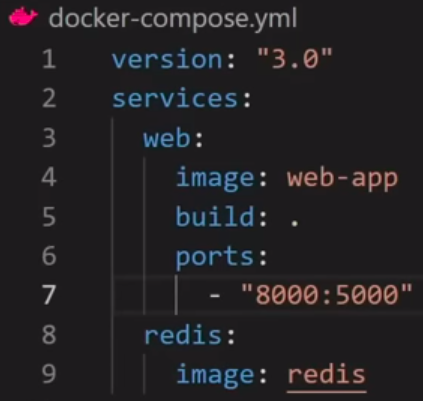 docker-compose.yml
1 version: "3.0"
2 services:
3   web:
4     image: web-app
5     build: .
6     ports:
7       - "8000:5000"
8   redis:
9     image: redis